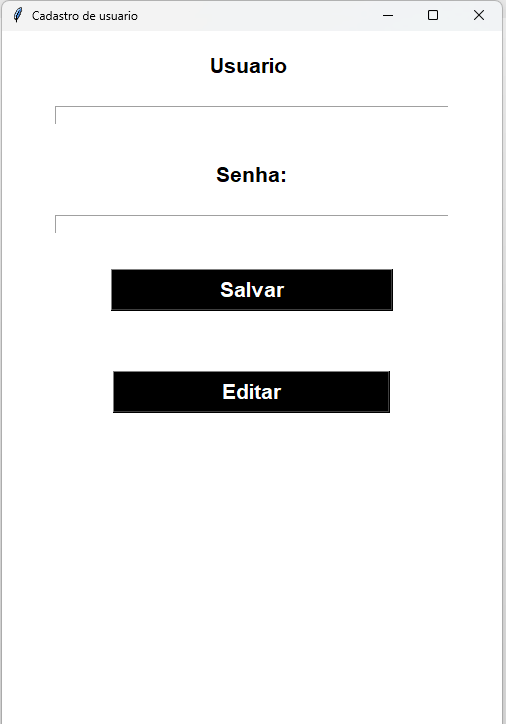 Cadastro de usuario
Usuario
Senha:
Salvar
Editar